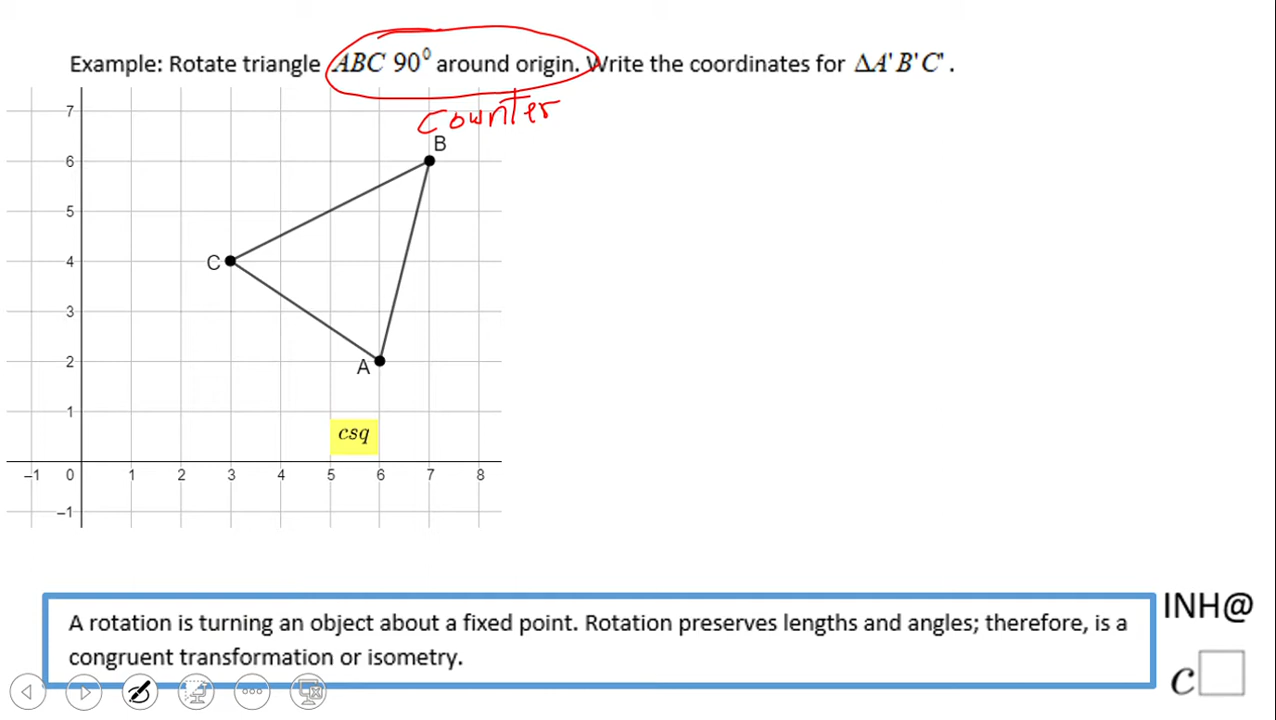 Example: Rotate triangle ABC 90⁰ around origin. Write the coordinates for ΔA'B'C'.
counter
7
B
6
5
C
4
3
2
A
1
csq
−1 0 1 2 3 4 5 6 7 8
−1
A rotation is turning an object about a fixed point. Rotation preserves lengths and angles; therefore, is a
congruent transformation or isometry.
INH@
c